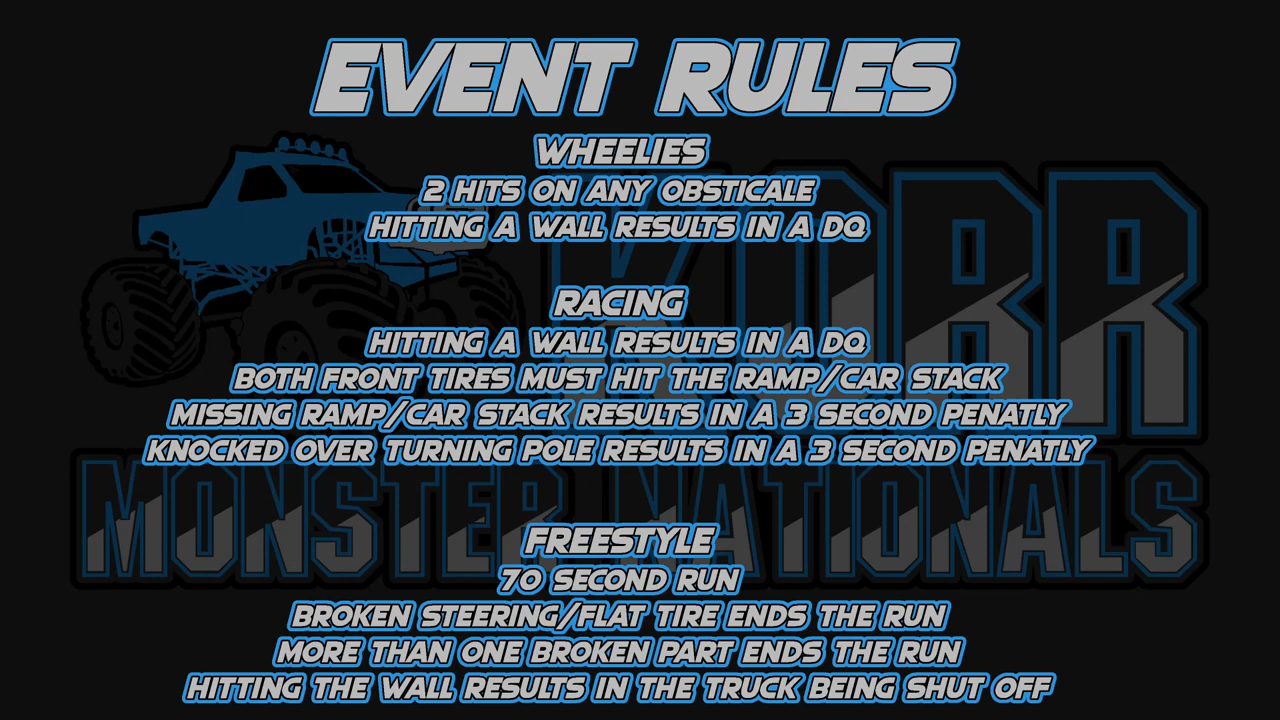 EVENT RULES
WHEELIES
2 HITS ON ANY OBSTICALE
HITTING A WALL RESULTS IN A DQ
RACING
HITTING A WALL RESULTS IN A DQ
BOTH FRONT TIRES MUST HIT THE RAMP/CAR STACK
MISSING RAMP/CAR STACK RESULTS IN A 3 SECOND PENATLY
KNOCKED OVER TURNING POLE RESULTS IN A 3 SECOND PENATLY
MONSTER NATIONALS
FREESTYLE
70 SECOND RUN
BROKEN STEERING/FLAT TIRE ENDS THE RUN
MORE THAN ONE BROKEN PART ENDS THE RUN
HITTING THE WALL RESULTS IN THE TRUCK BEING SHUT OFF